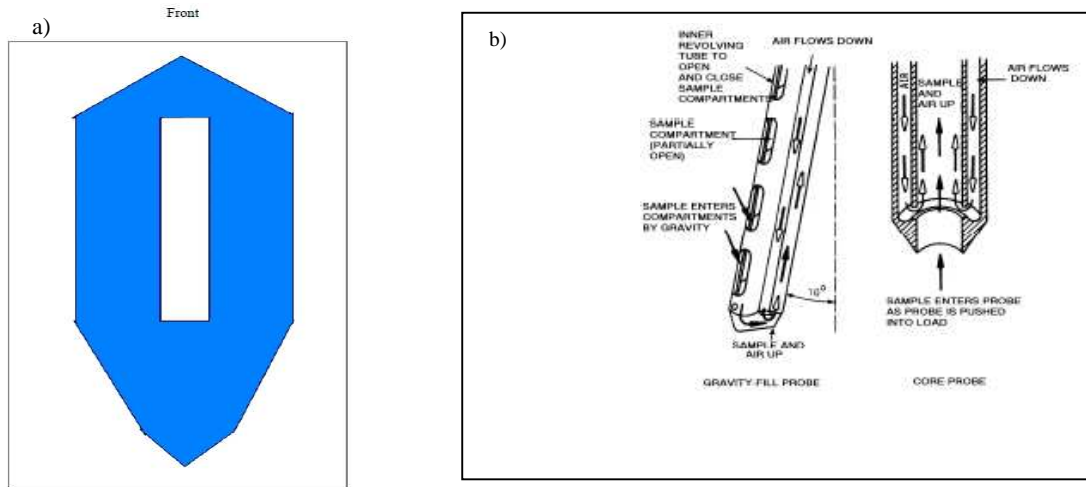 Front
a)
b)
INNER
REVOLVING
TUBE TO
OPEN
AND CLOSE
SAMPLE
COMPARTMENTS
AIR FLOWS DOWN
SAMPLE
COMPARTMENT
(PARTIALLY
OPEN)
SAMPLE ENTERS
COMPARTMENTS
BY GRAVITY
10°
SAMPLE AND
AIR UP
GRAVITY-FILL PROBE
AIR
SAMPLE
AND
AIR UP
AIR FLOWS
DOWN
SAMPLE ENTERS PROBE
AS PROBE IS PUSHED
INTO LOAD
CORE PROBE